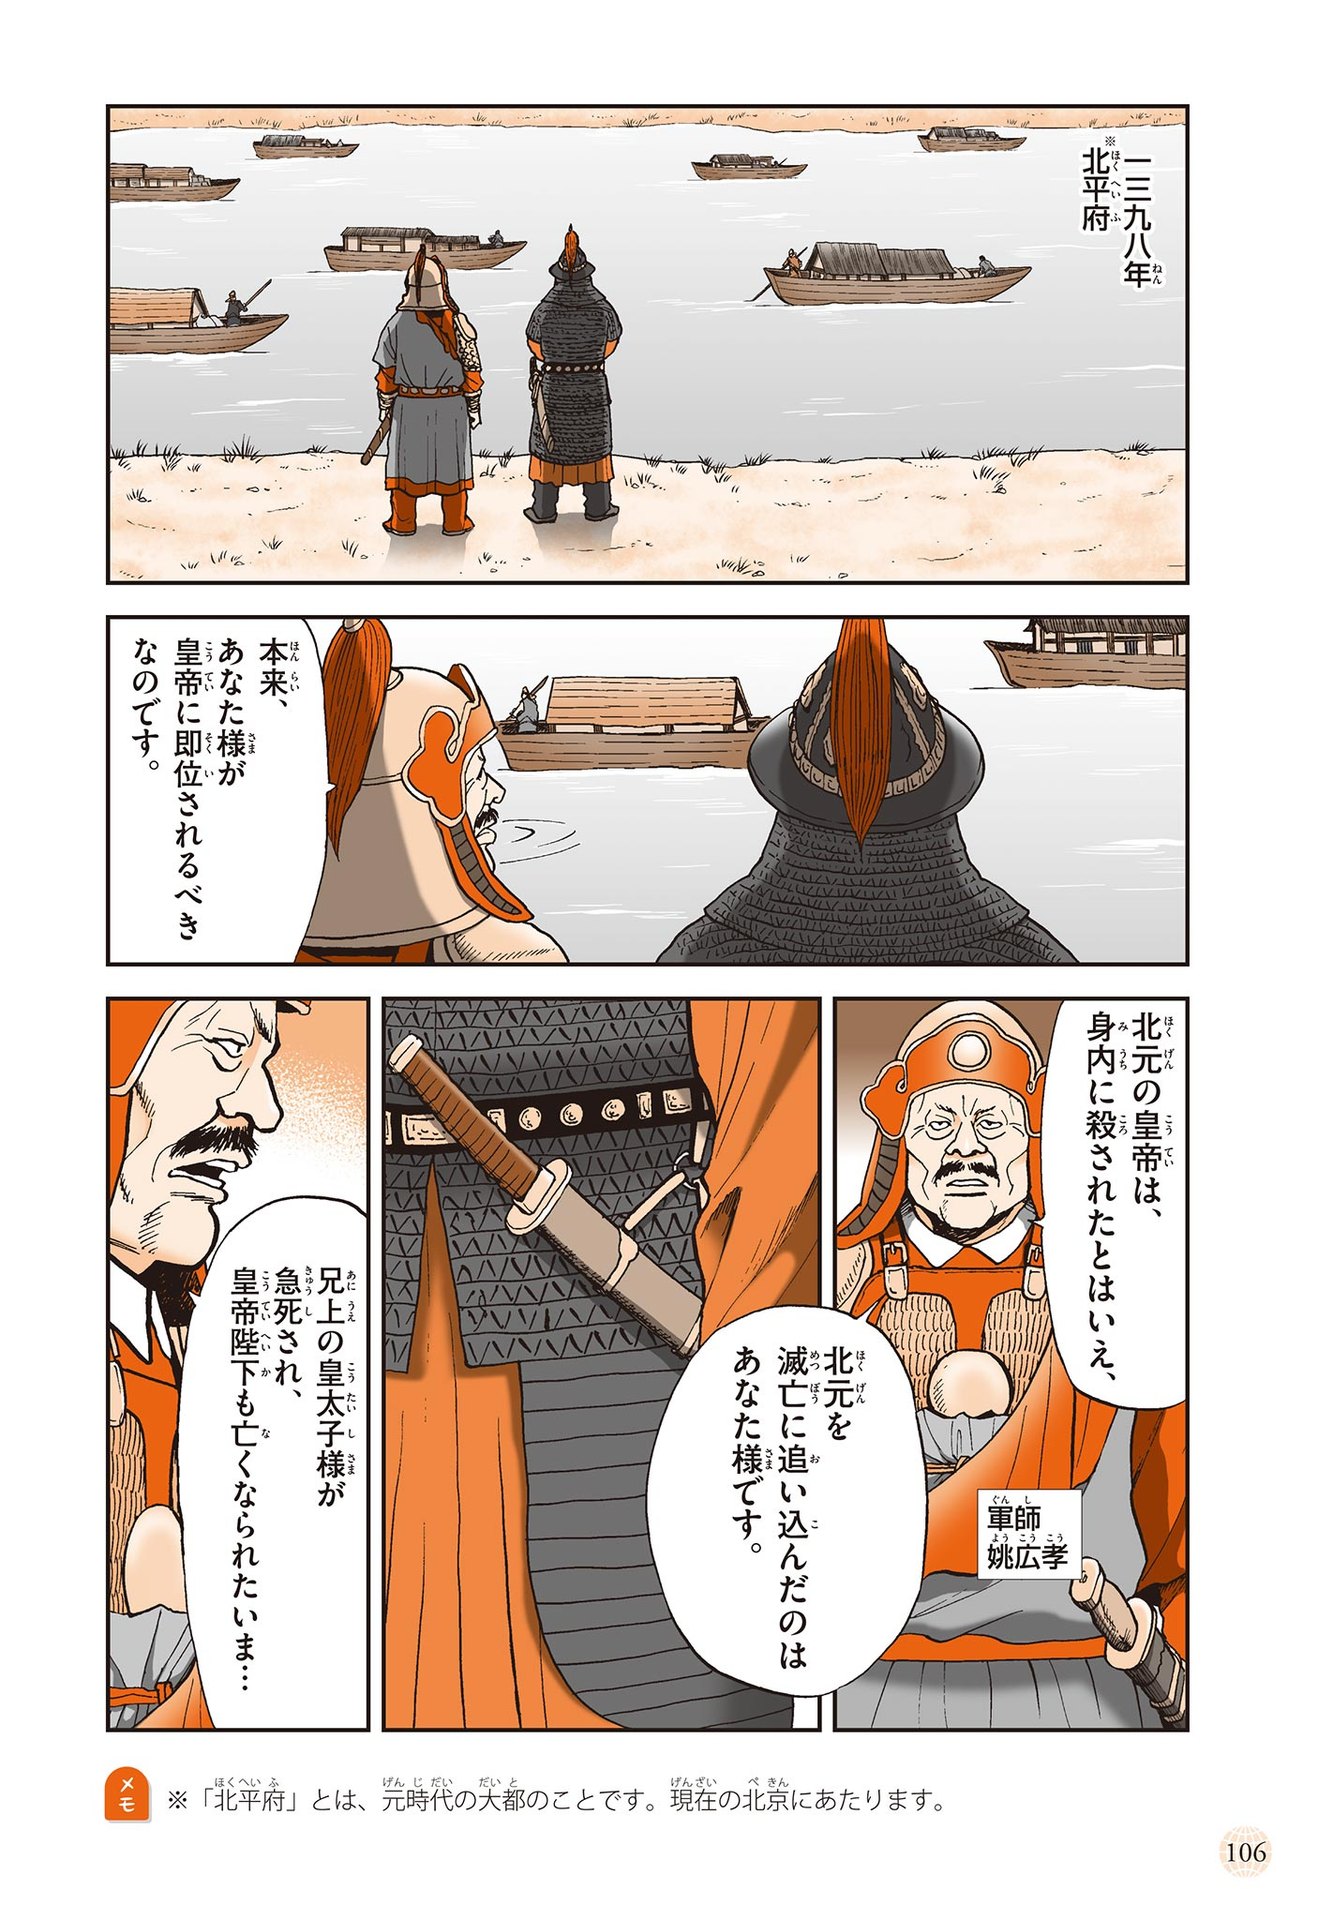 一三九八年
※北平府
本来、
あなた様が
皇帝に即位されるべき
なのです。
北元の皇帝は、
身内に殺されたとはいえ、
軍師
姚広孝
北元を
滅亡に追い込んだのは
あなた様です。
兄上の皇太子様が
急死され、
皇帝陛下も亡くなられたいま…
メモ
※「北平府」とは、元時代の大都のことです。現在の北京にあたります。
106